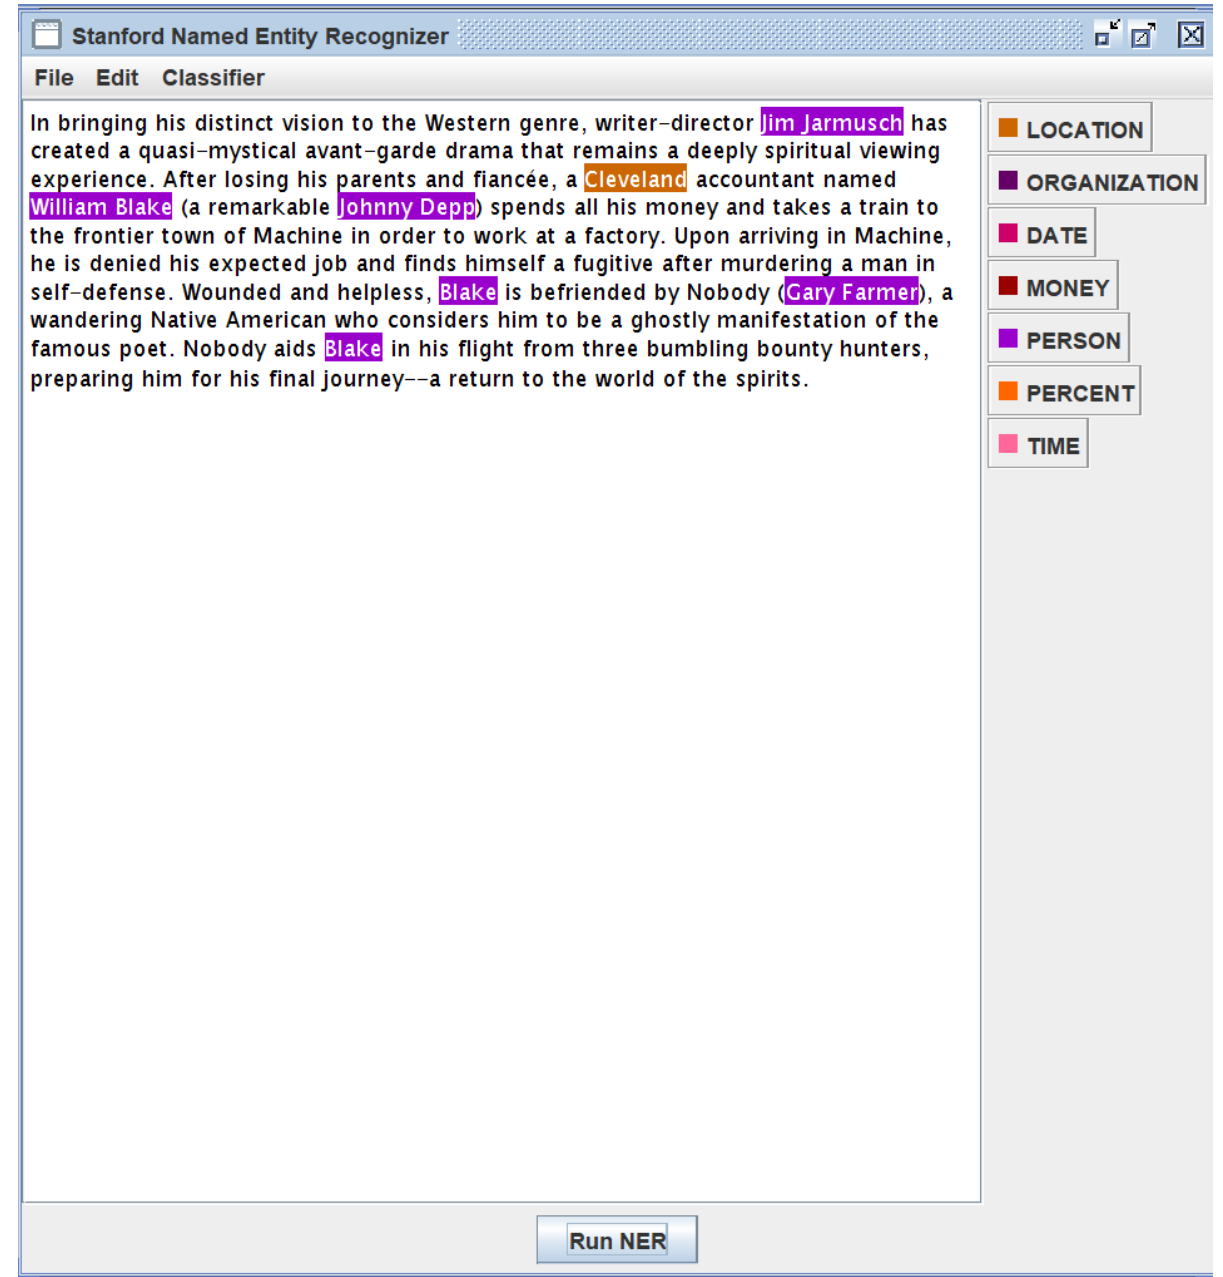 Stanford Named Entity Recognizer
File Edit Classifier
In bringing his distinct vision to the Western genre, writer-director Jim Jarmusch has
created a quasi-mystical avant-garde drama that remains a deeply spiritual viewing
experience. After losing his parents and fiancée, a Cleveland accountant named
William Blake (a remarkable Johnny Depp) spends all his money and takes a train to
the frontier town of Machine in order to work at a factory. Upon arriving in Machine,
he is denied his expected job and finds himself a fugitive after murdering a man in
self-defense. Wounded and helpless, Blake is befriended by Nobody (Gary Farmer), a
wandering Native American who considers him to be a ghostly manifestation of the
famous poet. Nobody aids Blake in his flight from three bumbling bounty hunters,
preparing him for his final journey--a return to the world of the spirits.
LOCATION
ORGANIZATION
DATE
MONEY
PERSON
PERCENT
TIME
Run NER